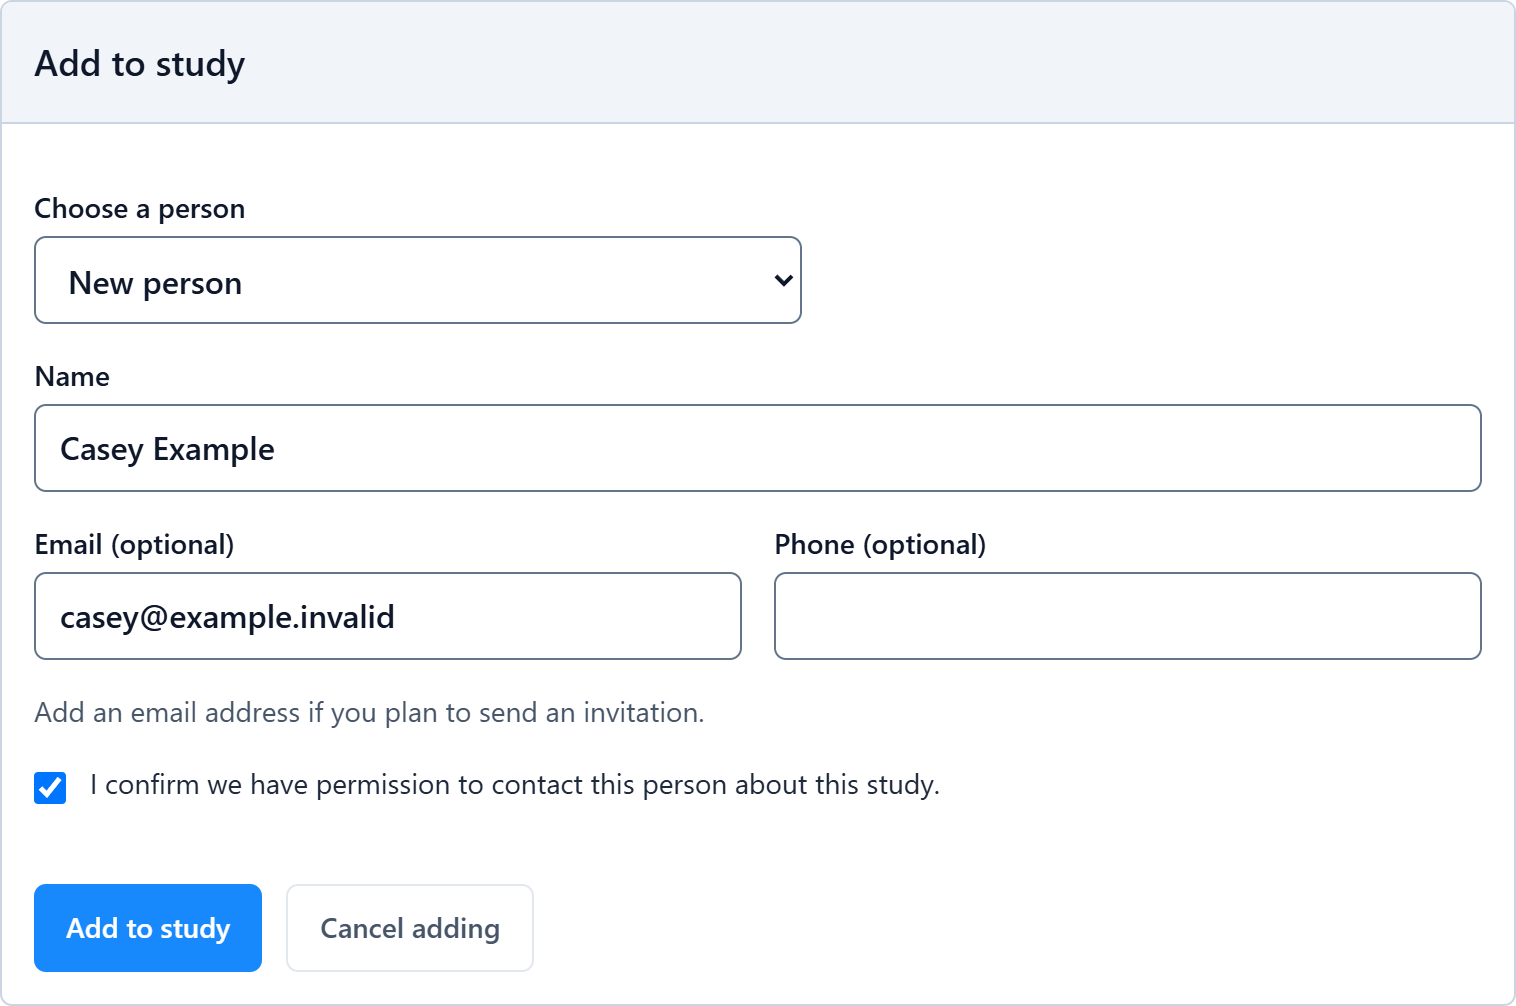 Add to study
Choose a person
New person
Name
Casey Example
Email (optional)
Phone (optional)
casey@example.invalid
Add an email address if you plan to send an invitation.
I confirm we have permission to contact this person about this study.
Add to study
Cancel adding